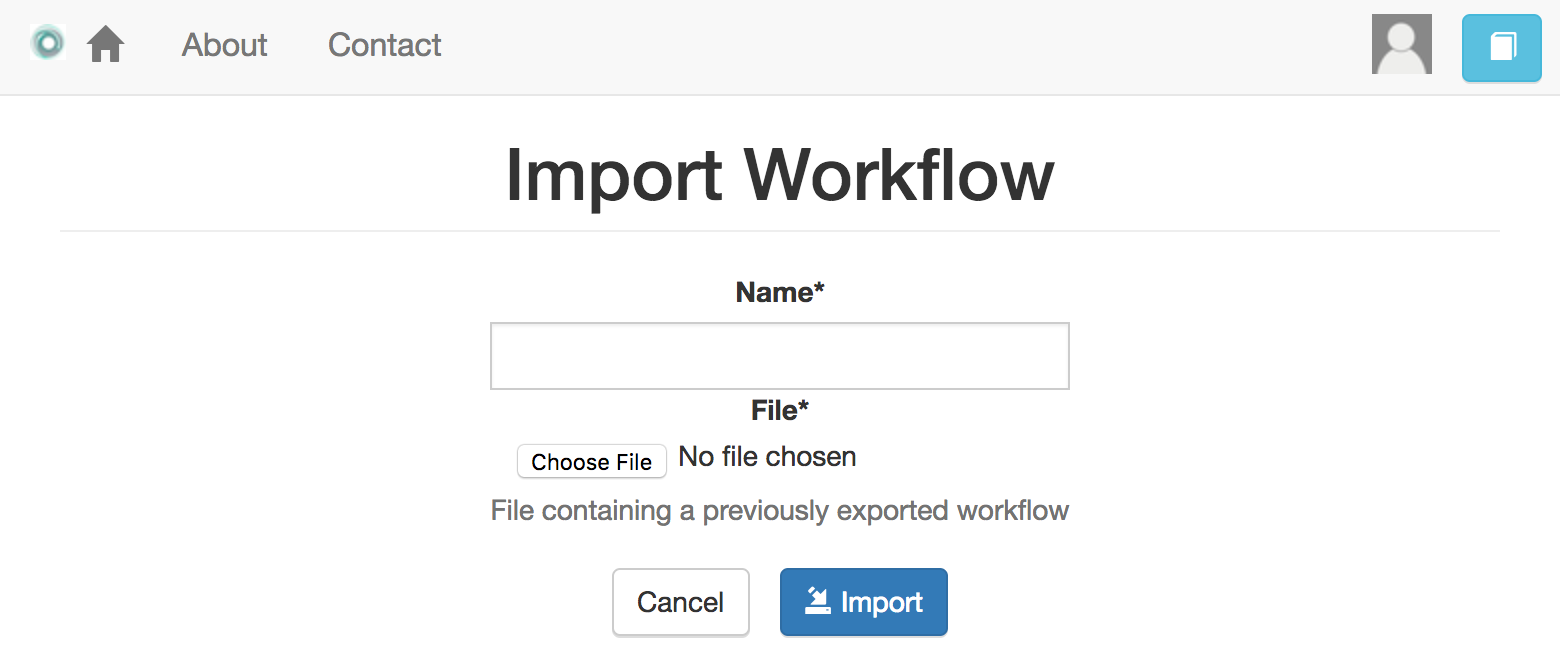 About Contact
Import Workflow
Name*
File*
Choose File No file chosen
File containing a previously exported workflow
Cancel Import